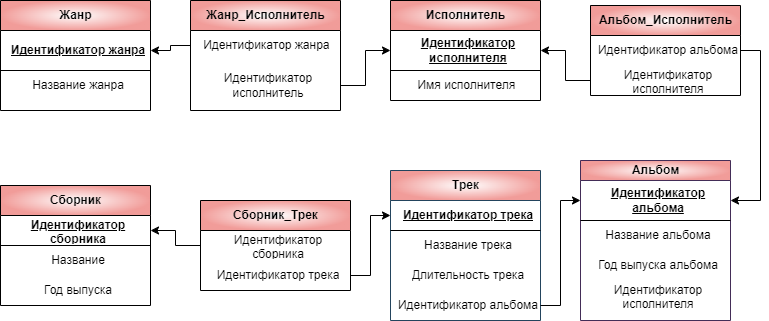 Жанр
Идентификатор жанра
Название жанра
Жанр_Исполнитель
Идентификатор жанра
Идентификатор
исполнитель
Исполнитель
Идентификатор
исполнителя
Имя исполнителя
Альбом_Исполнитель
Идентификатор альбома
Идентификатор
исполнителя
Сборник
Идентификатор
сборника
Название
Год выпуска
Сборник_Трек
Идентификатор
сборника
Идентификатор трека
Трек
Идентификатор трека
Название трека
Длительность трека
Идентификатор альбома
Альбом
Идентификатор
альбома
Название альбома
Год выпуска альбома
Идентификатор
исполнителя